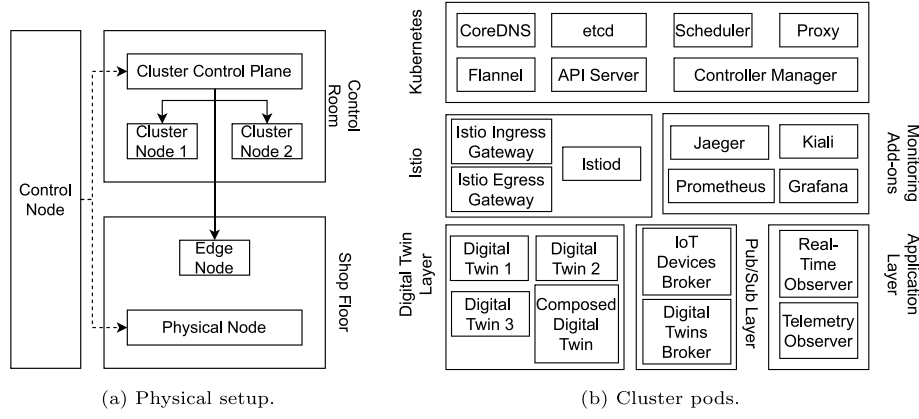 Control
Node
Cluster Control Plane
Cluster
Node 1
Cluster
Node 2
Control
Room
Edge
Node
Physical Node
Shop Floor
(a) Physical setup.
Kubernetes
CoreDNS
etcd
Scheduler
Proxy
Flannel
API Server
Controller Manager
Istio
Istio Ingress
Gateway
Istio Egress
Gateway
Istiod
Jaeger
Kiali
Prometheus
Grafana
Monitoring
Add-ons
Digital Twin
Layer
Digital
Twin 1
Digital
Twin 2
Digital
Twin 3
Composed
Digital
Twin
IoT
Devices
Broker
Digital
Twins
Broker
Pub/Sub Layer
Real-
Time
Observer
Telemetry
Observer
Application
Layer
(b) Cluster pods.